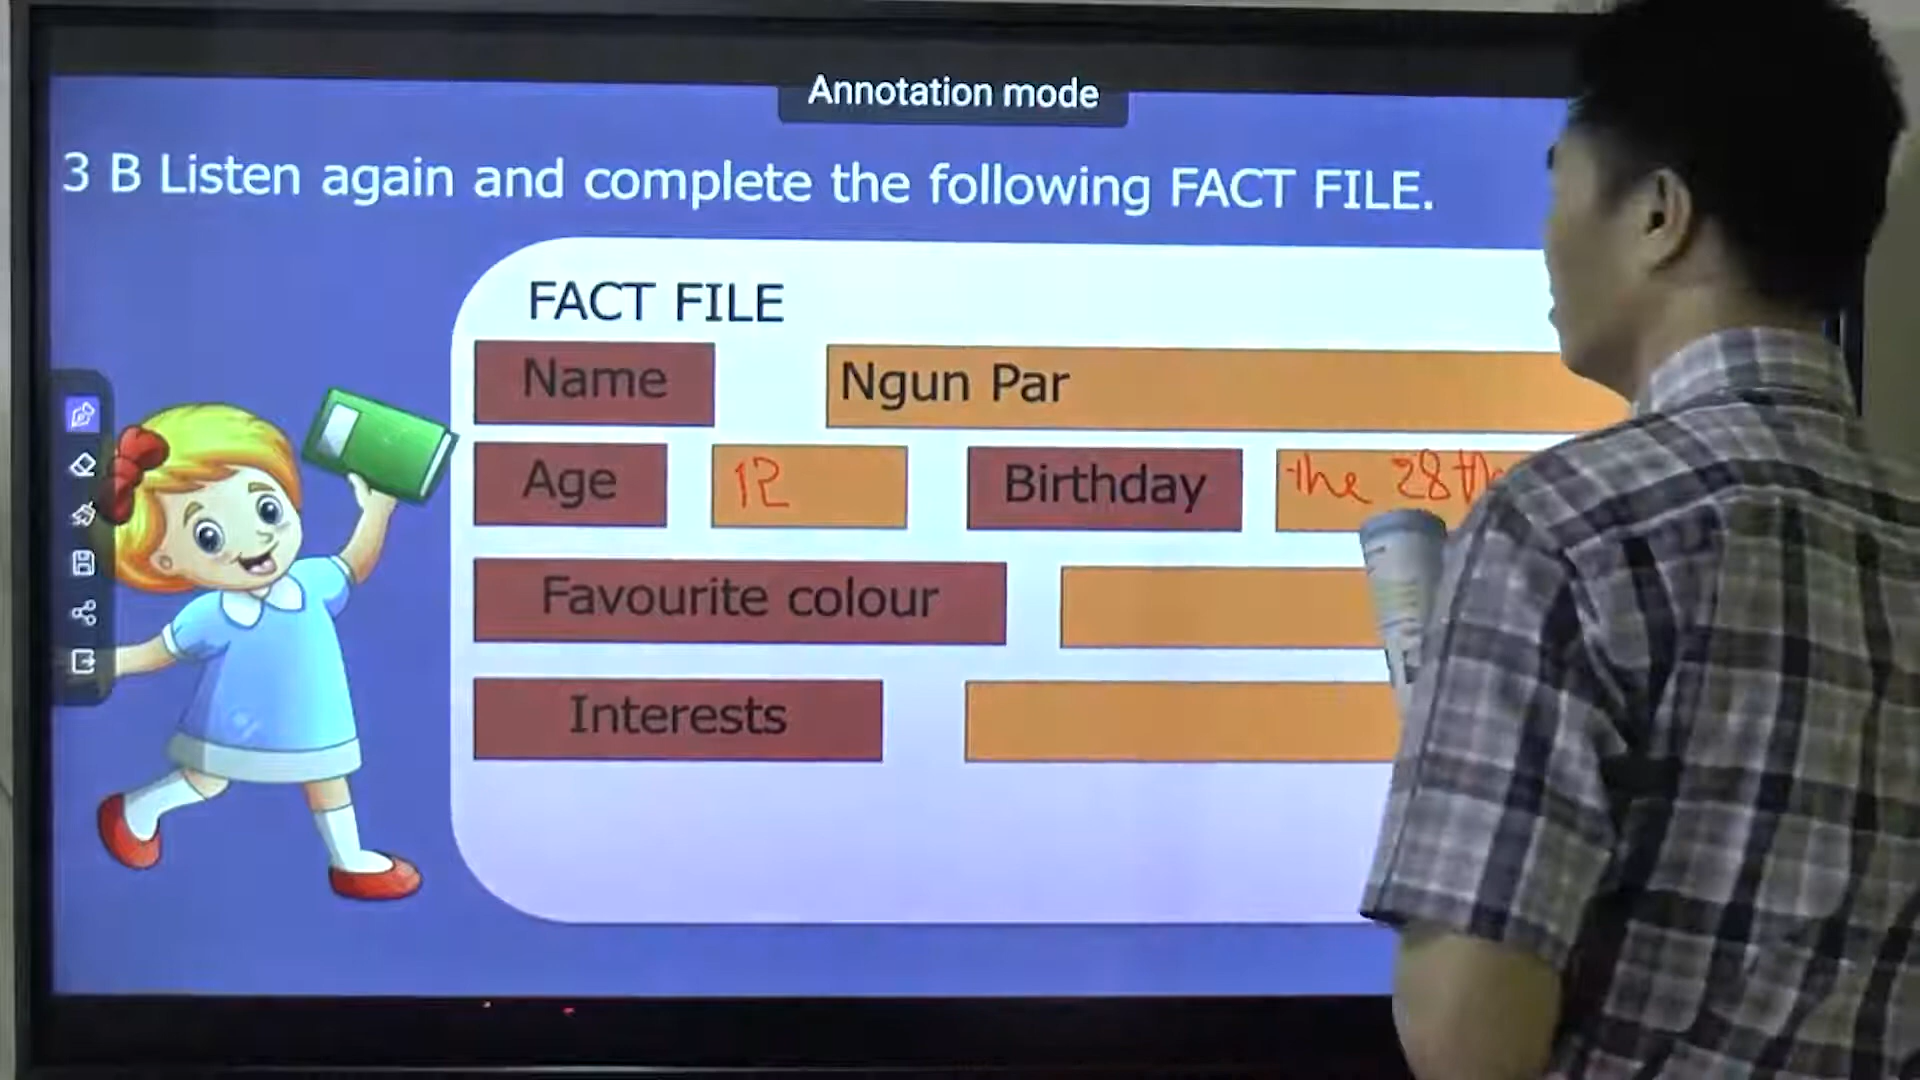 Annotation mode
3 B Listen again and complete the following FACT FILE.
FACT FILE
Name Ngun Par
Age 12 Birthday the 28th
Favourite colour
Interests